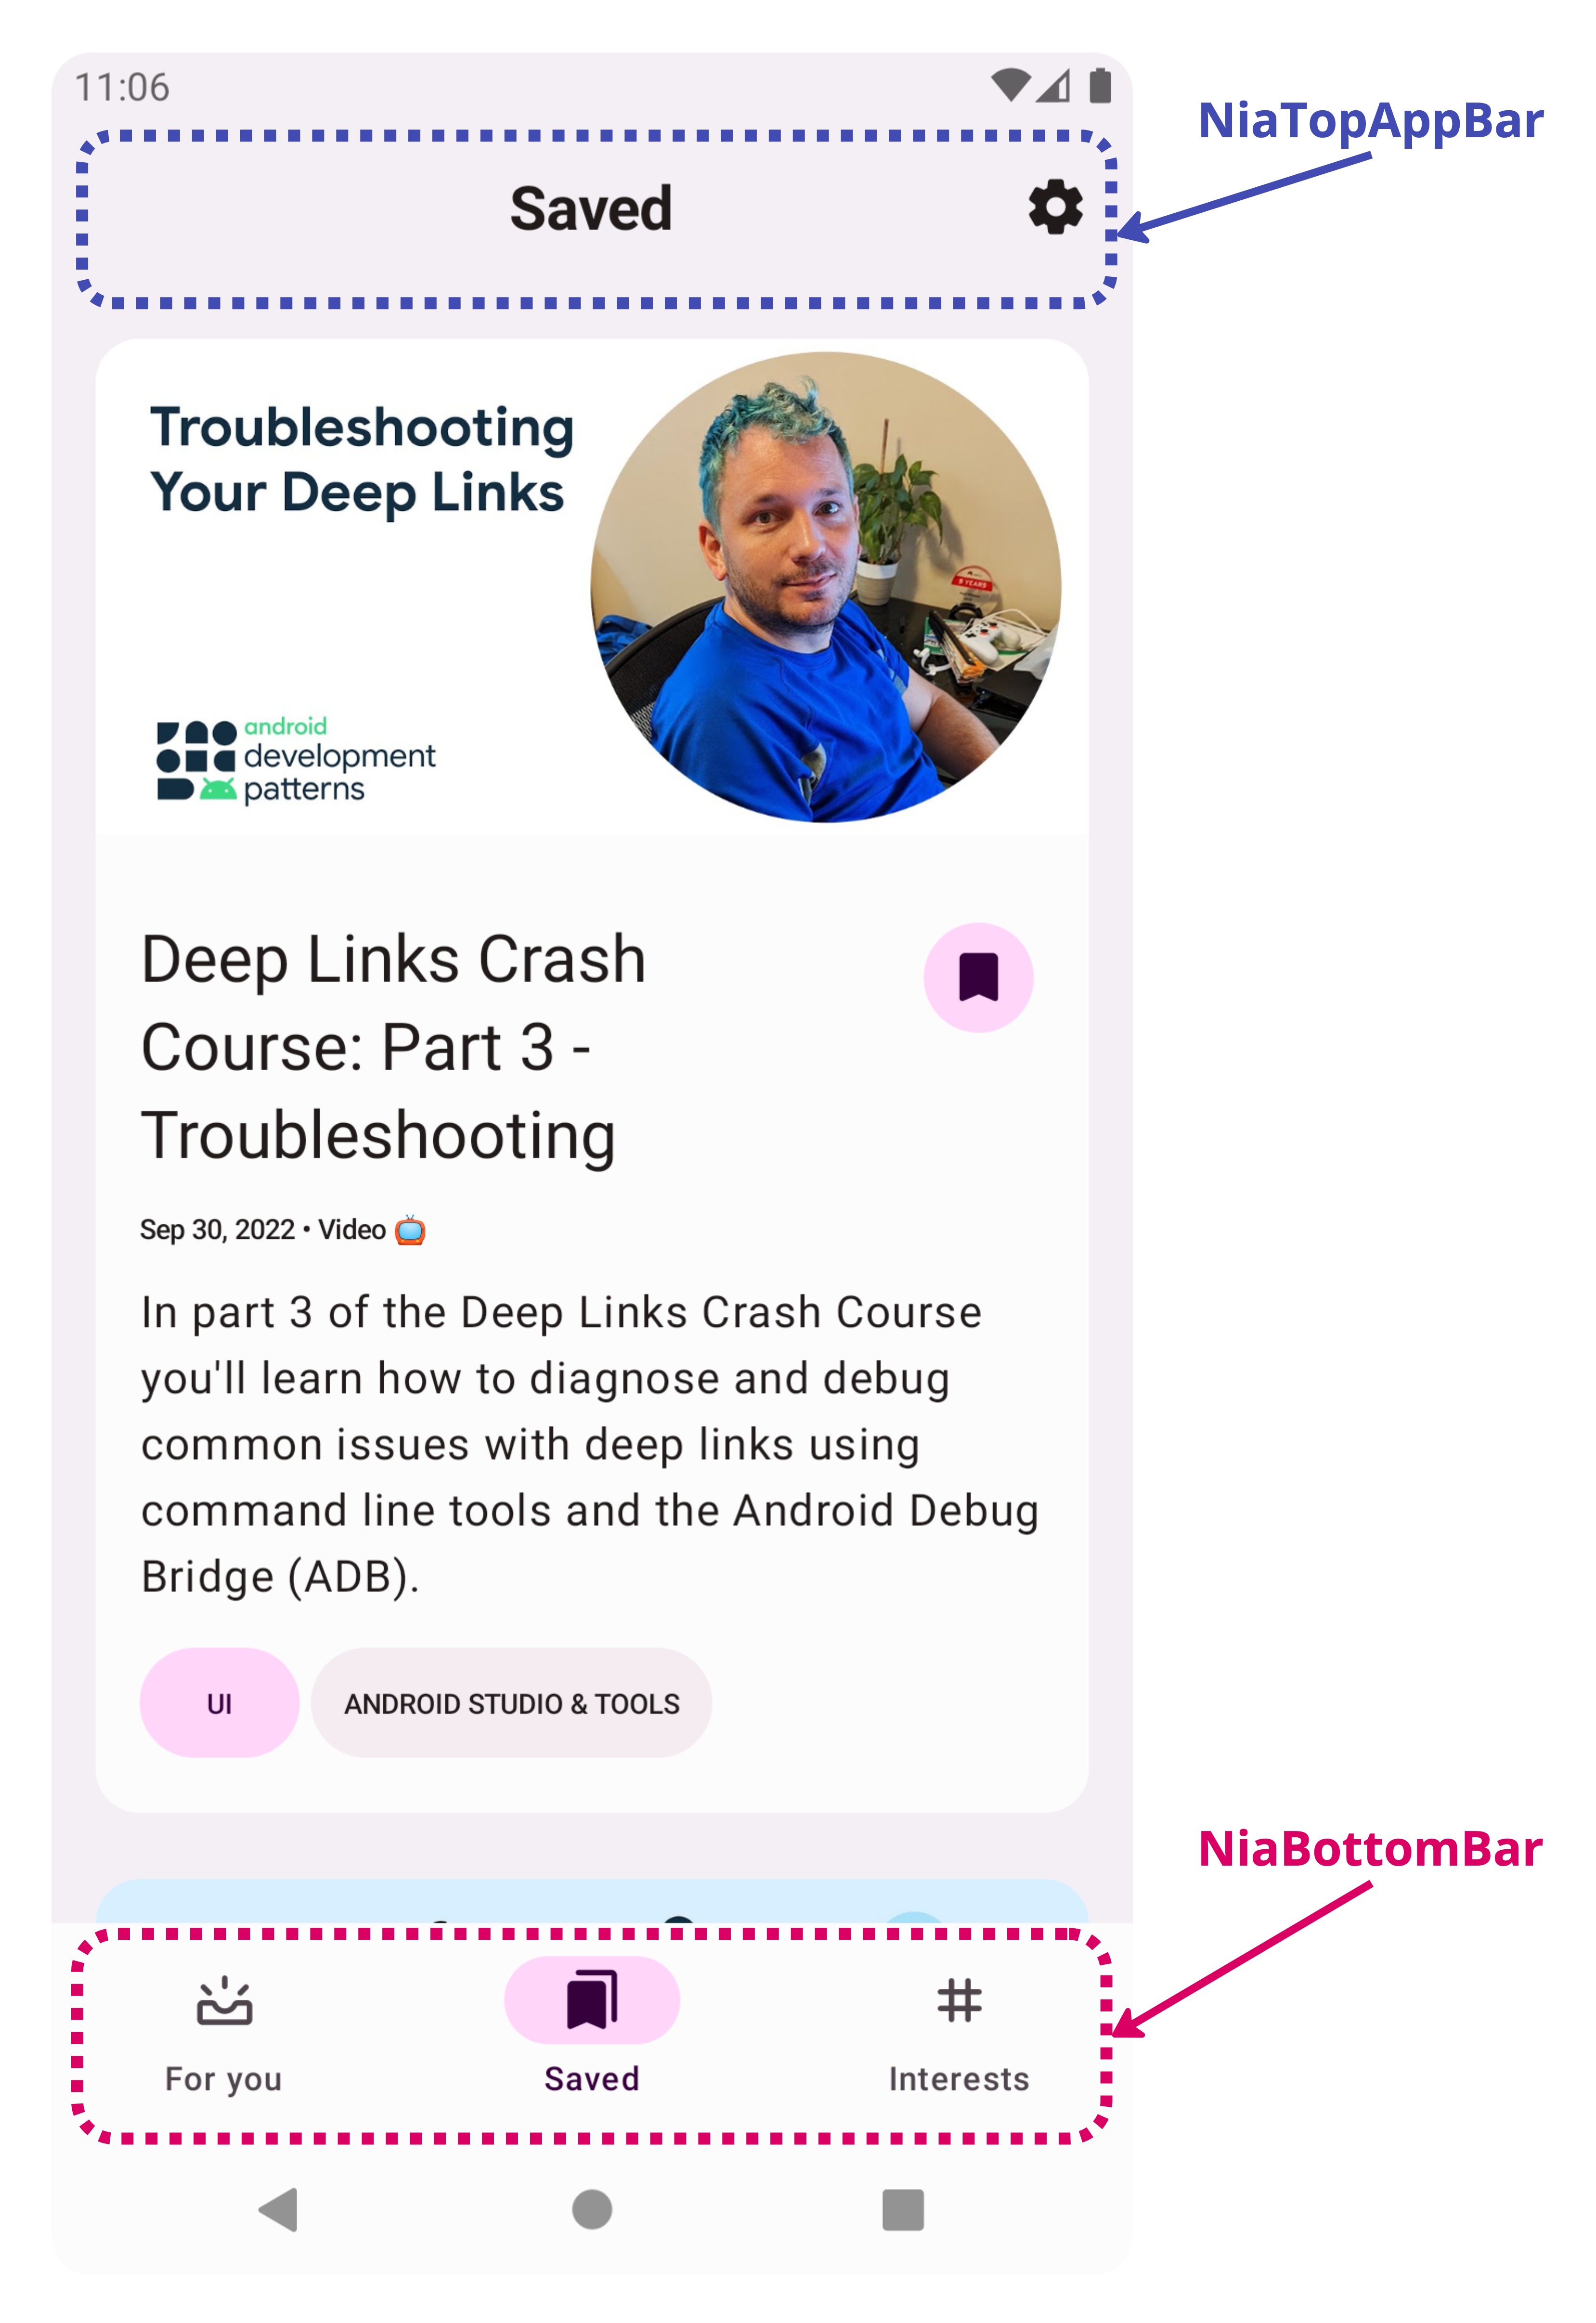 11:06
NiaTopAppBar
Saved
Troubleshooting
Your Deep Links
5 YEARS
android
development
patterns
Deep Links Crash
Course: Part 3 -
Troubleshooting
Sep 30, 2022 • Video 📺
In part 3 of the Deep Links Crash Course
you'll learn how to diagnose and debug
common issues with deep links using
command line tools and the Android Debug
Bridge (ADB).
UI
ANDROID STUDIO & TOOLS
NiaBottomBar
For you
Saved
Interests